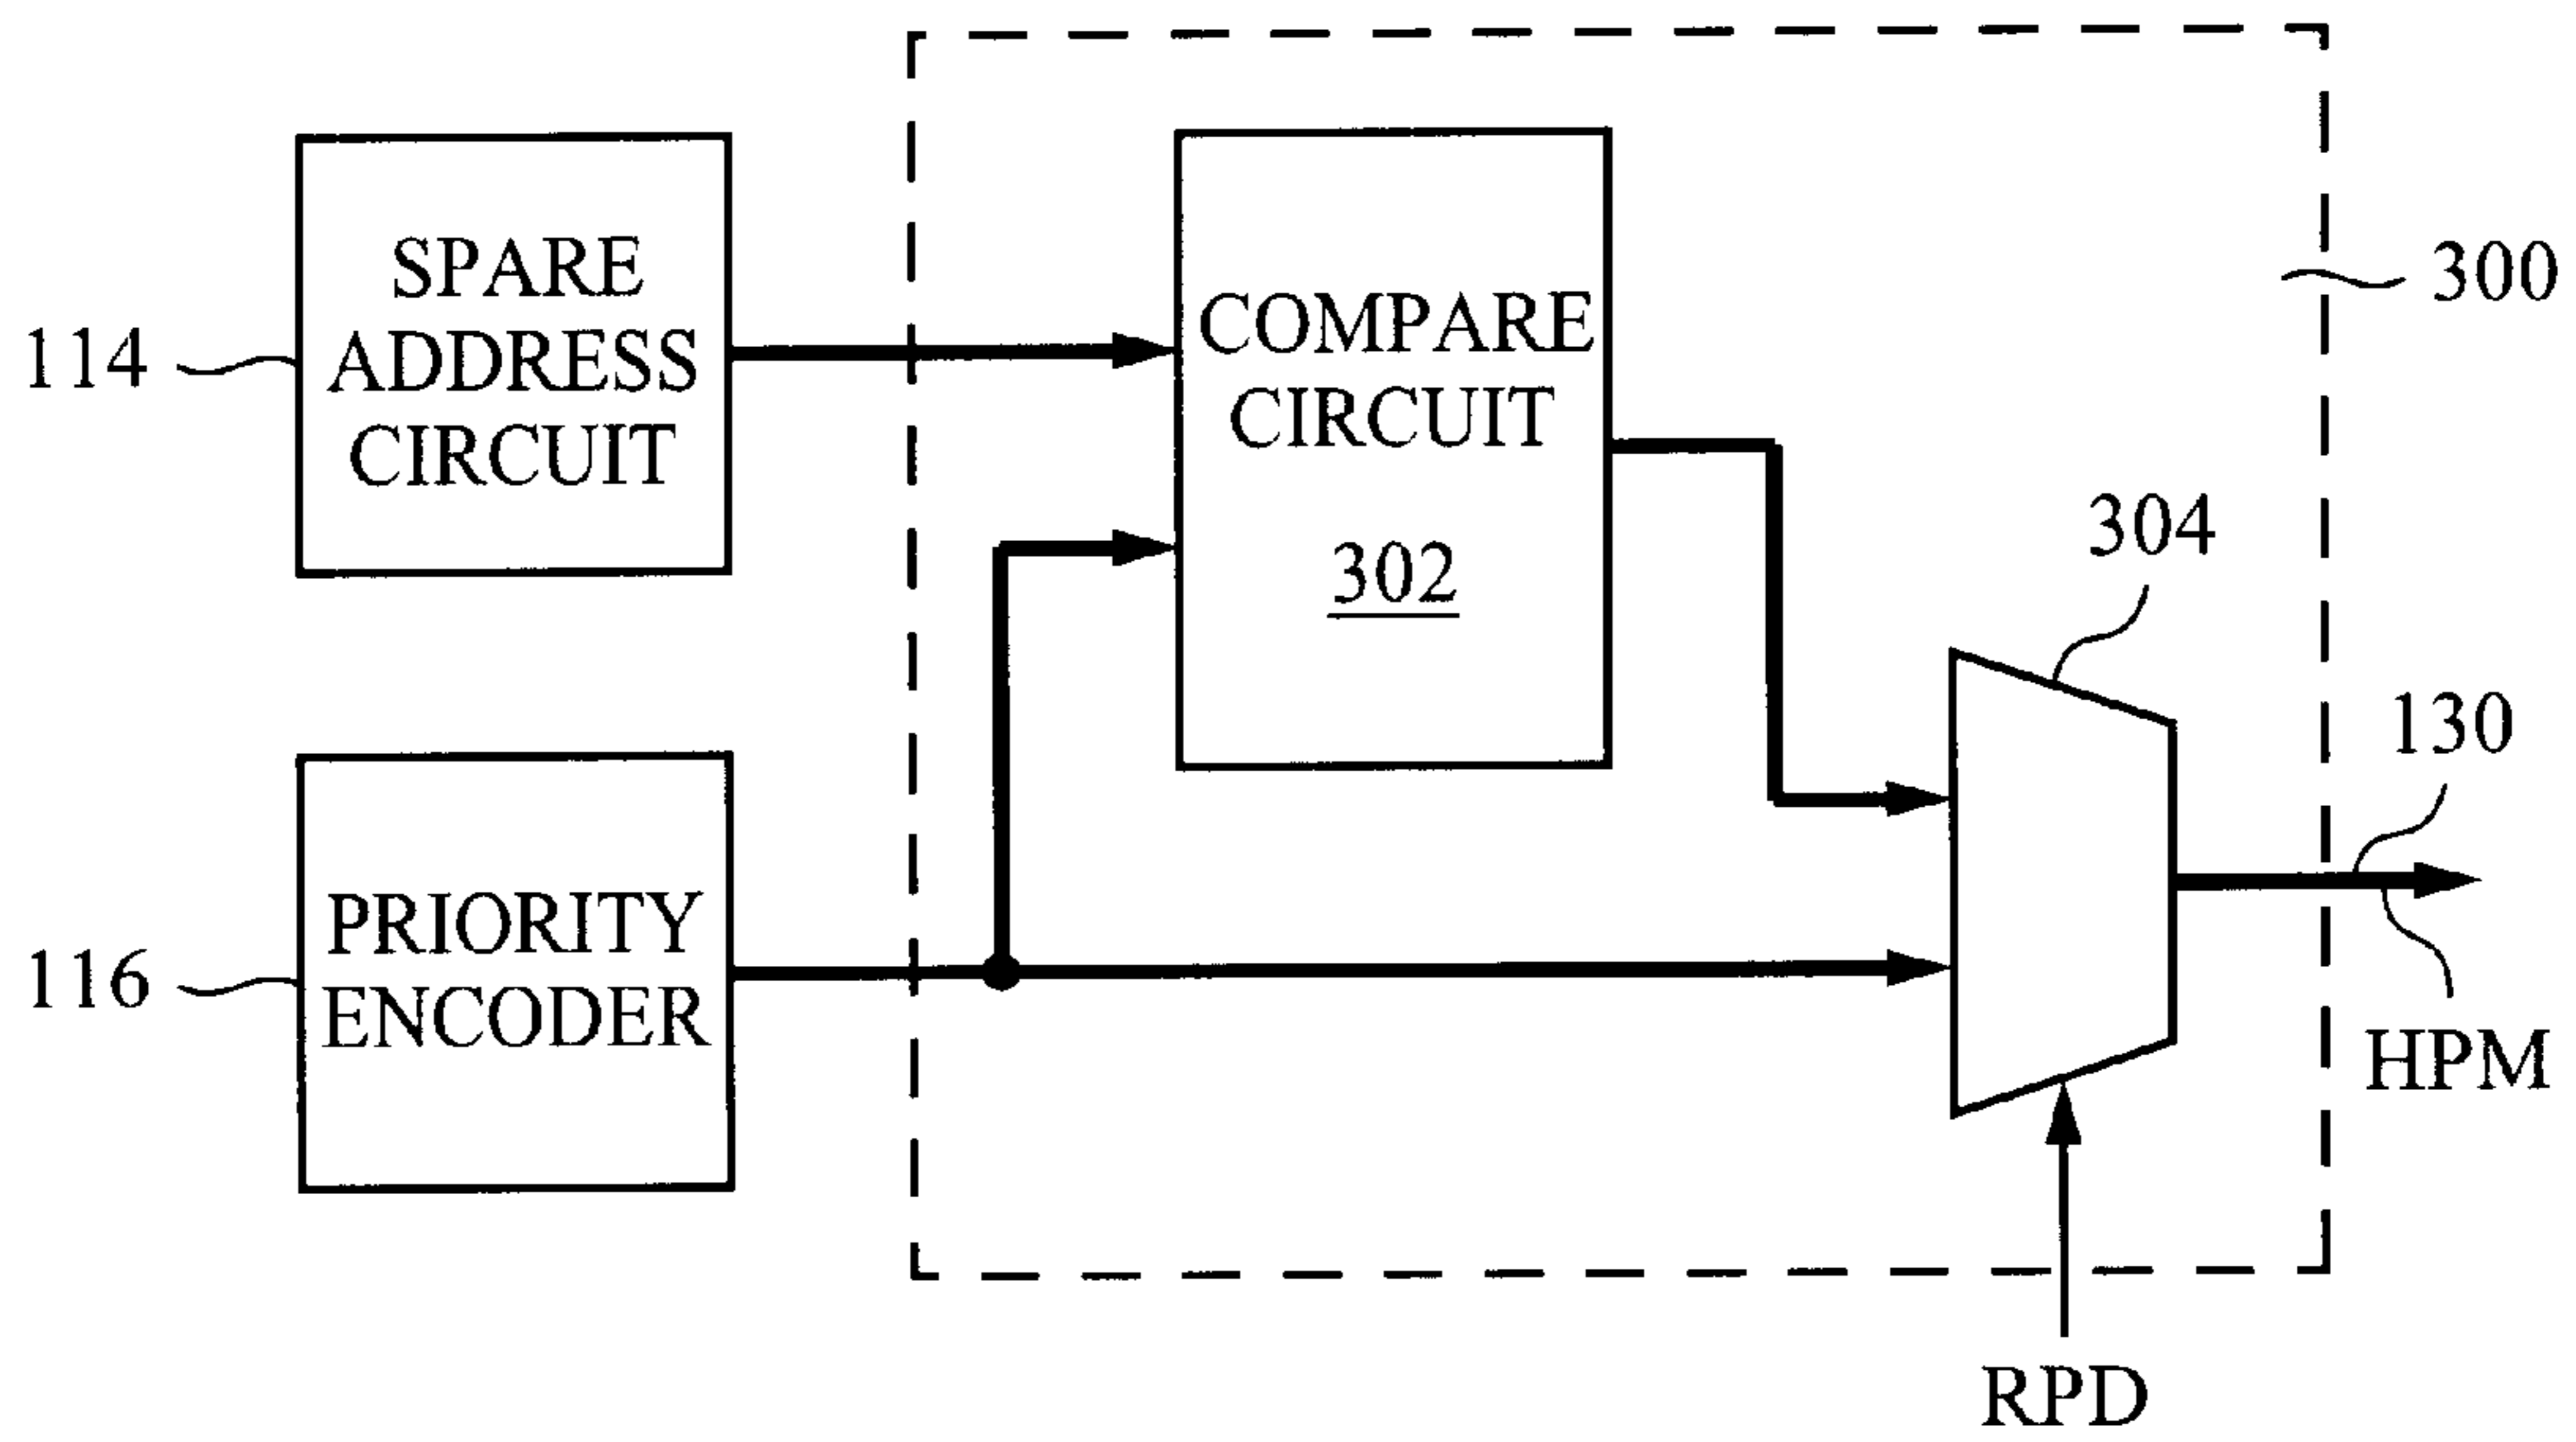 SPARE
ADDRESS
CIRCUIT
114
COMPARE
CIRCUIT
302
300
304
130
PRIORITY
ENCODER
116
HPM
RPD